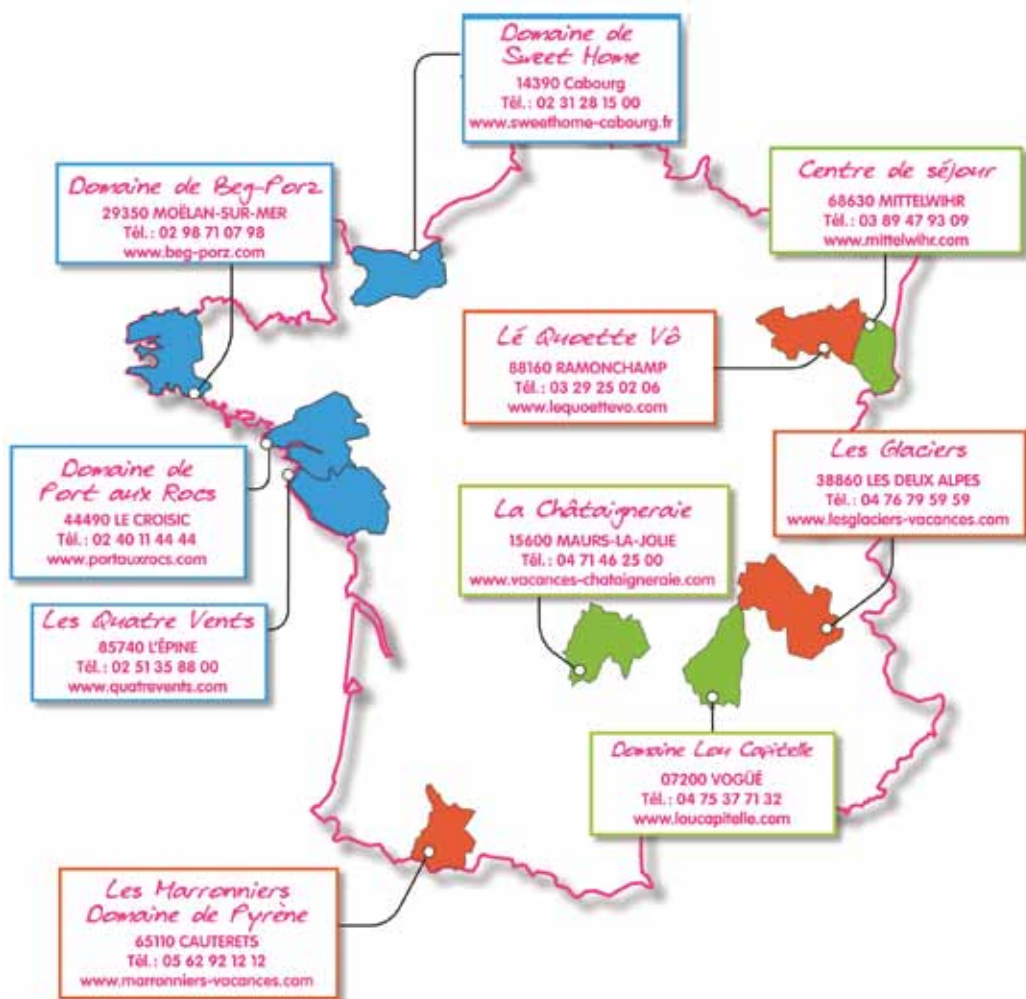 Domaine de
Sweet Home
14390 Cabourg
Tél. : 02 31 28 15 00
www.sweethome-cabourg.fr
Domaine de Beg-Porz
29350 MOËLAN-SUR-MER
Tél. : 02 98 71 07 98
www.beg-porz.com
Centre de séjour
68630 MITTELWIHR
Tél. : 03 89 47 93 09
www.mittelwihr.com
Lé Quoette Vô
88160 RAMONCHAMP
Tél. : 03 29 25 02 06
www.lequoettevo.com
Les Glaciers
38860 LES DEUX ALPES
Tél. : 04 76 79 59 59
www.lesglaciers-vacances.com
Domaine de
Port aux Rocs
44490 LE CROISIC
Tél. : 02 40 11 44 44
www.portauxrocs.com
La Châtaigneraie
15600 MAURS-LA-JOLIE
Tél. : 04 71 46 25 00
www.vacances-chataigneraie.com
Les Quatre Vents
85740 L'ÉPINE
Tél. : 02 51 35 88 00
www.quatrevents.com
Domaine Lou Capitelle
07200 VOGÜÉ
Tél. : 04 75 37 71 32
www.loucapitelle.com
Les Marronniers
Domaine de Pyrène
65110 CAUTERETS
Tél. : 05 62 92 12 12
www.marronniers-vacances.com